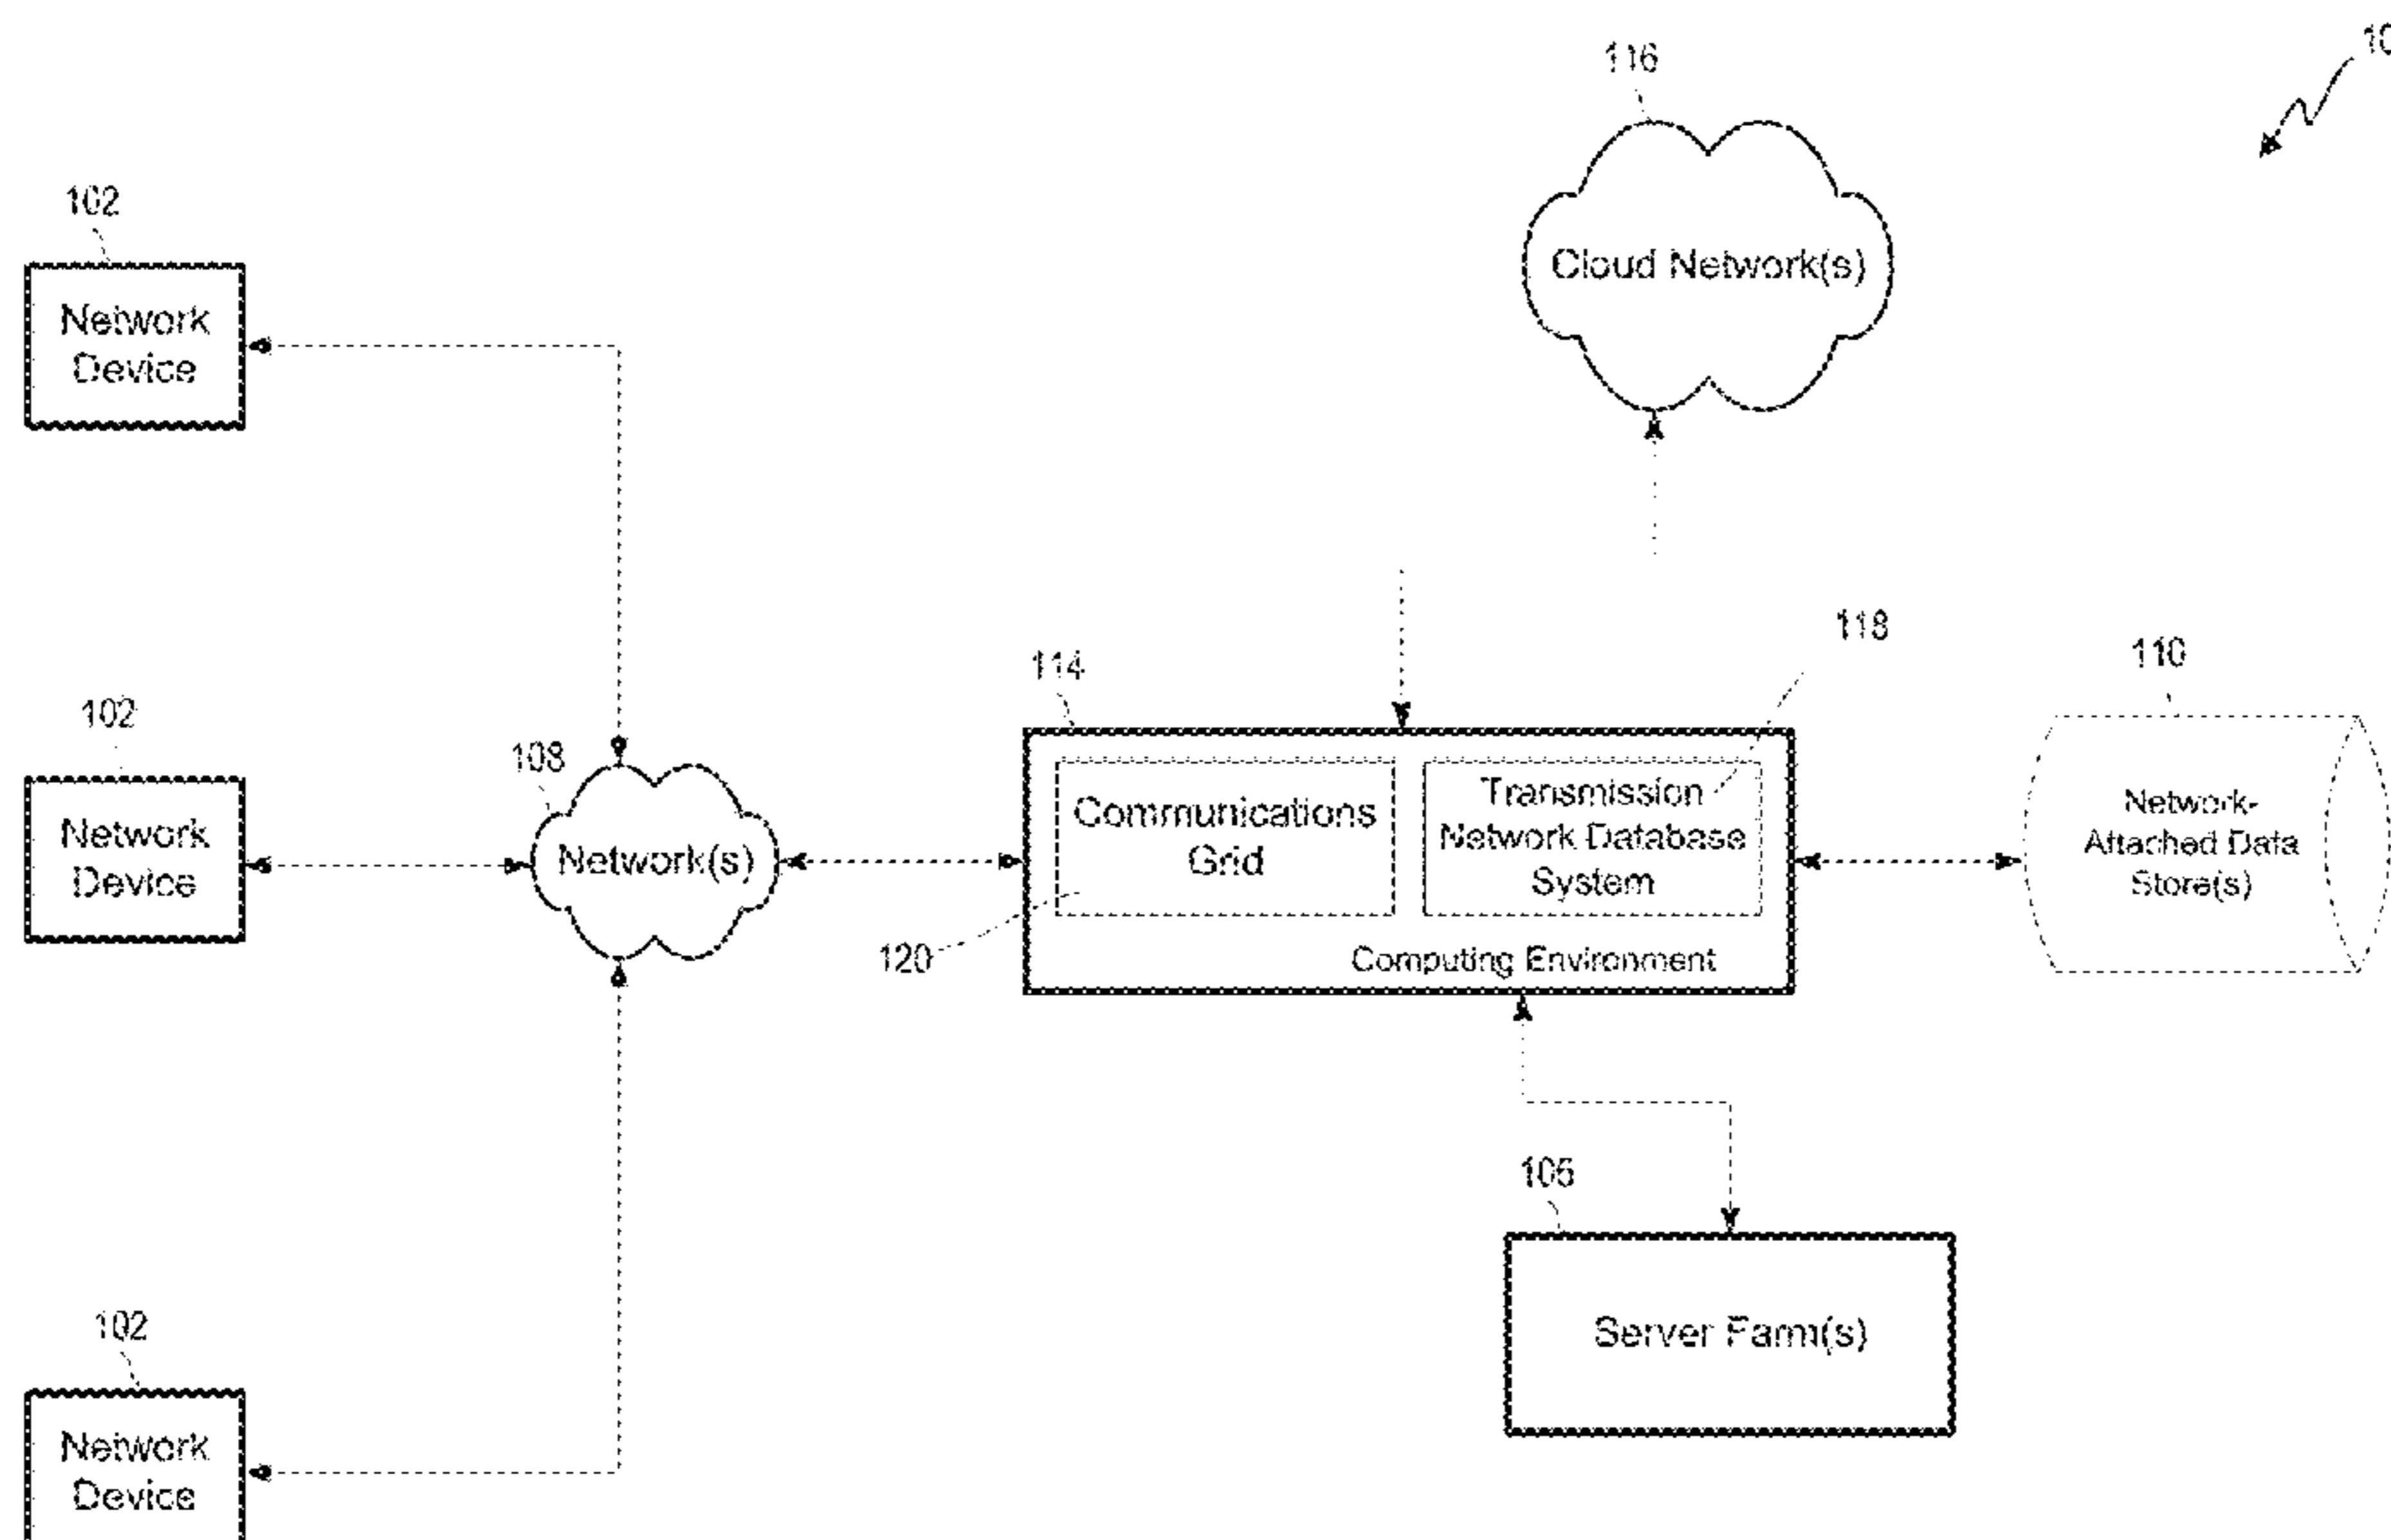 116
102
Cloud Network(s)
Network
Device
118
114
110
102
108
Network
Device
Network(s)
Communications
Grid
Transmission
Network Database
System
Network-
Attached Data
Store(s)
120
Computing Environment
102
Server Farm(s)
Network
Device